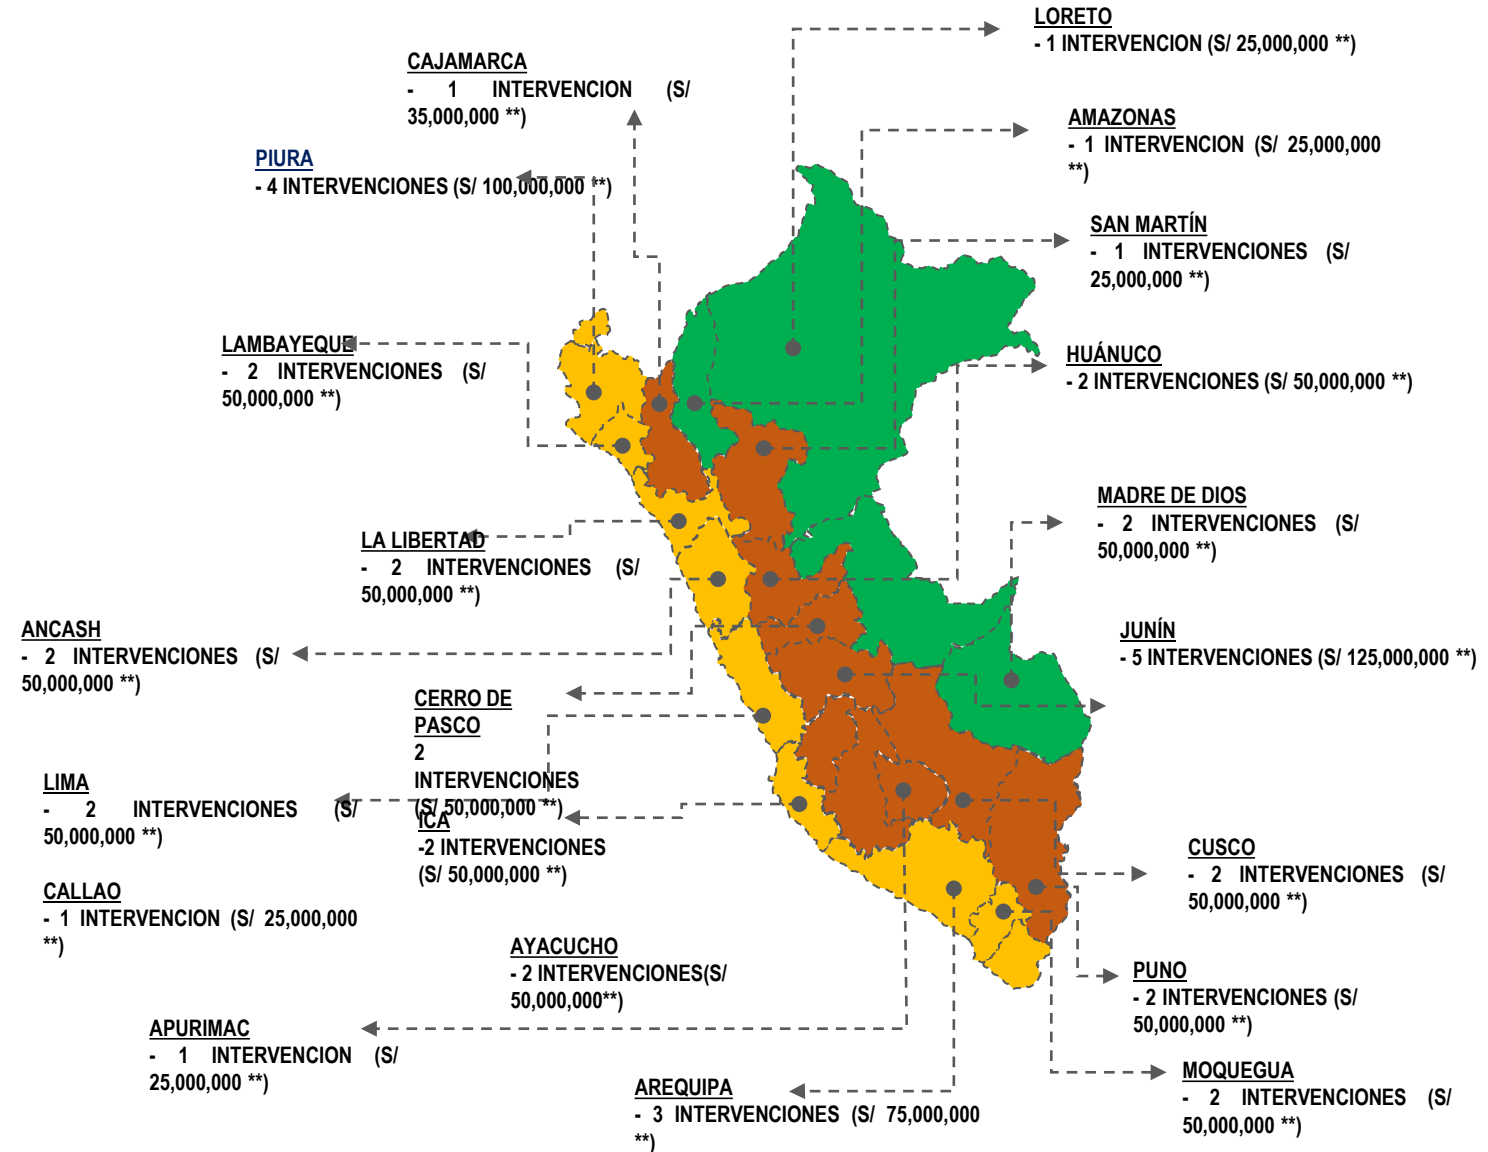 LORETO
- 1 INTERVENCION (S/ 25,000,000 **)
CAJAMARCA
- 1 INTERVENCION (S/
35,000,000 **)
AMAZONAS
- 1 INTERVENCION (S/ 25,000,000
**)
PIURA
- 4 INTERVENCIONES (S/ 100,000,000 **)
SAN MARTÍN
- 1 INTERVENCIONES (S/
25,000,000 **)
LAMBAYEQUE
- 2 INTERVENCIONES (S/
50,000,000 **)
HUÁNUCO
- 2 INTERVENCIONES (S/ 50,000,000 **)
MADRE DE DIOS
- 2 INTERVENCIONES (S/
50,000,000 **)
LA LIBERTAD
- 2 INTERVENCIONES (S/
50,000,000 **)
ANCASH
- 2 INTERVENCIONES (S/
50,000,000 **)
JUNÍN
- 5 INTERVENCIONES (S/ 125,000,000 **)
CERRO DE
PASCO
2
INTERVENCIONES
(S/ 50,000,000 **)
LIMA
- 2 INTERVENCIONES (S/
50,000,000 **)
ICA
-2 INTERVENCIONES
(S/ 50,000,000 **)
CUSCO
- 2 INTERVENCIONES (S/
50,000,000 **)
CALLAO
- 1 INTERVENCION (S/ 25,000,000
**)
AYACUCHO
- 2 INTERVENCIONES(S/
50,000,000**)
PUNO
- 2 INTERVENCIONES (S/
50,000,000 **)
APURIMAC
- 1 INTERVENCION (S/
25,000,000 **)
MOQUEGUA
- 2 INTERVENCIONES (S/
50,000,000 **)
AREQUIPA
- 3 INTERVENCIONES (S/ 75,000,000
**)